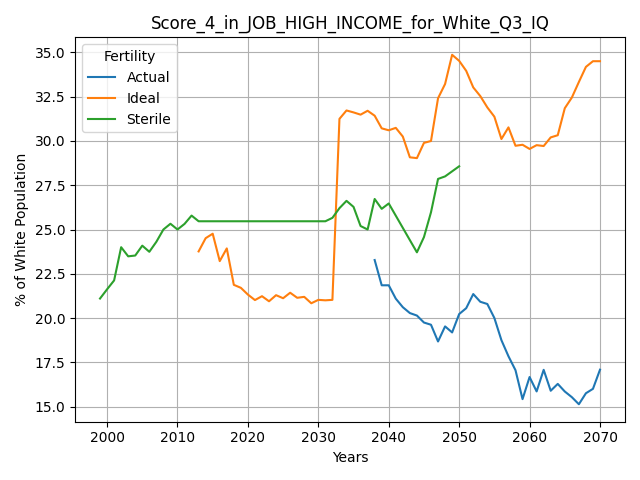 Score_4_in_JOB_HIGH_INCOME_for_White_Q3_IQ
Fertility
Actual
Ideal
Sterile
% of White Population
35.0
32.5
30.0
27.5
25.0
22.5
20.0
17.5
15.0
2000 2010 2020 2030 2040 2050 2060 2070
Years